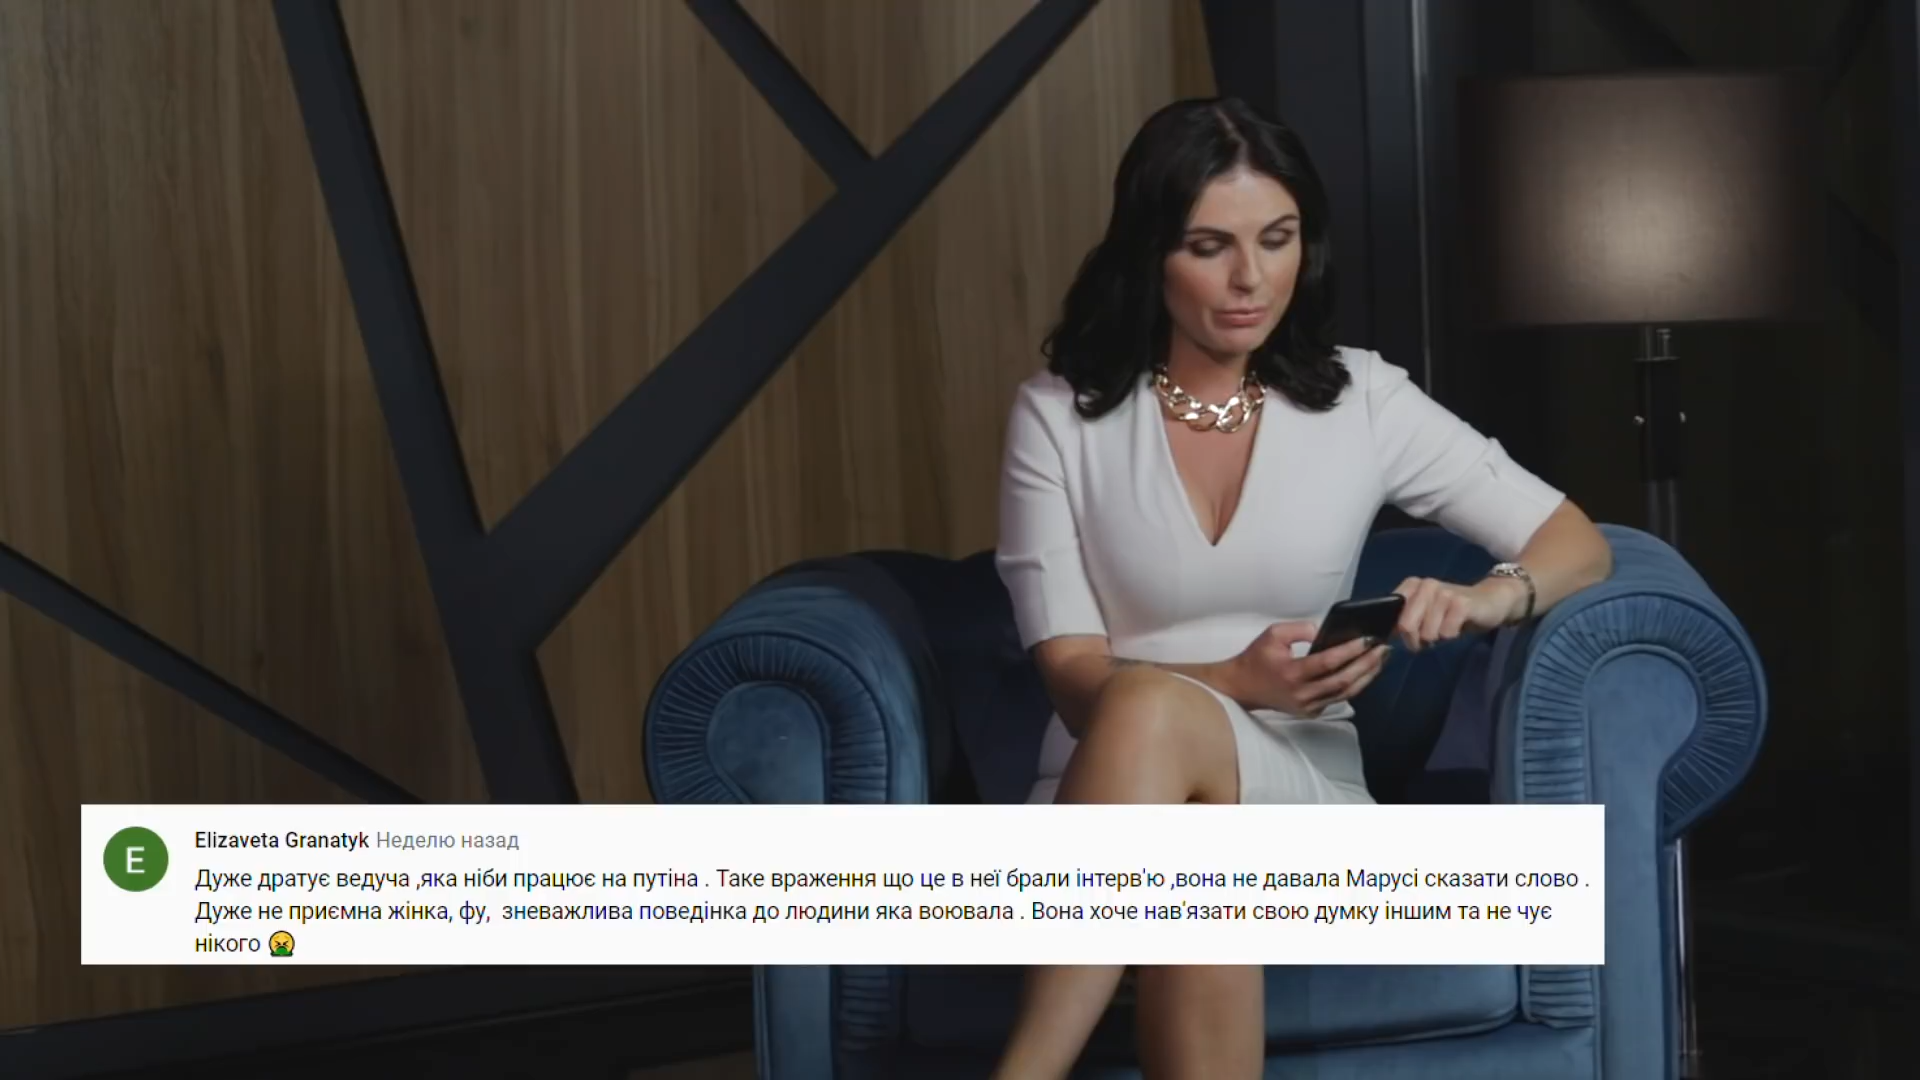 E
Elizaveta Granatyk Неделю назад
Дуже дратує ведуча ,яка ніби працює на путіна . Таке враження що це в неї брали інтерв'ю ,вона не давала Марусі сказати слово .
Дуже не приємна жінка, фу,  зневажлива поведінка до людини яка воювала . Вона хоче нав'язати свою думку іншим та не чує
нікого 🤮